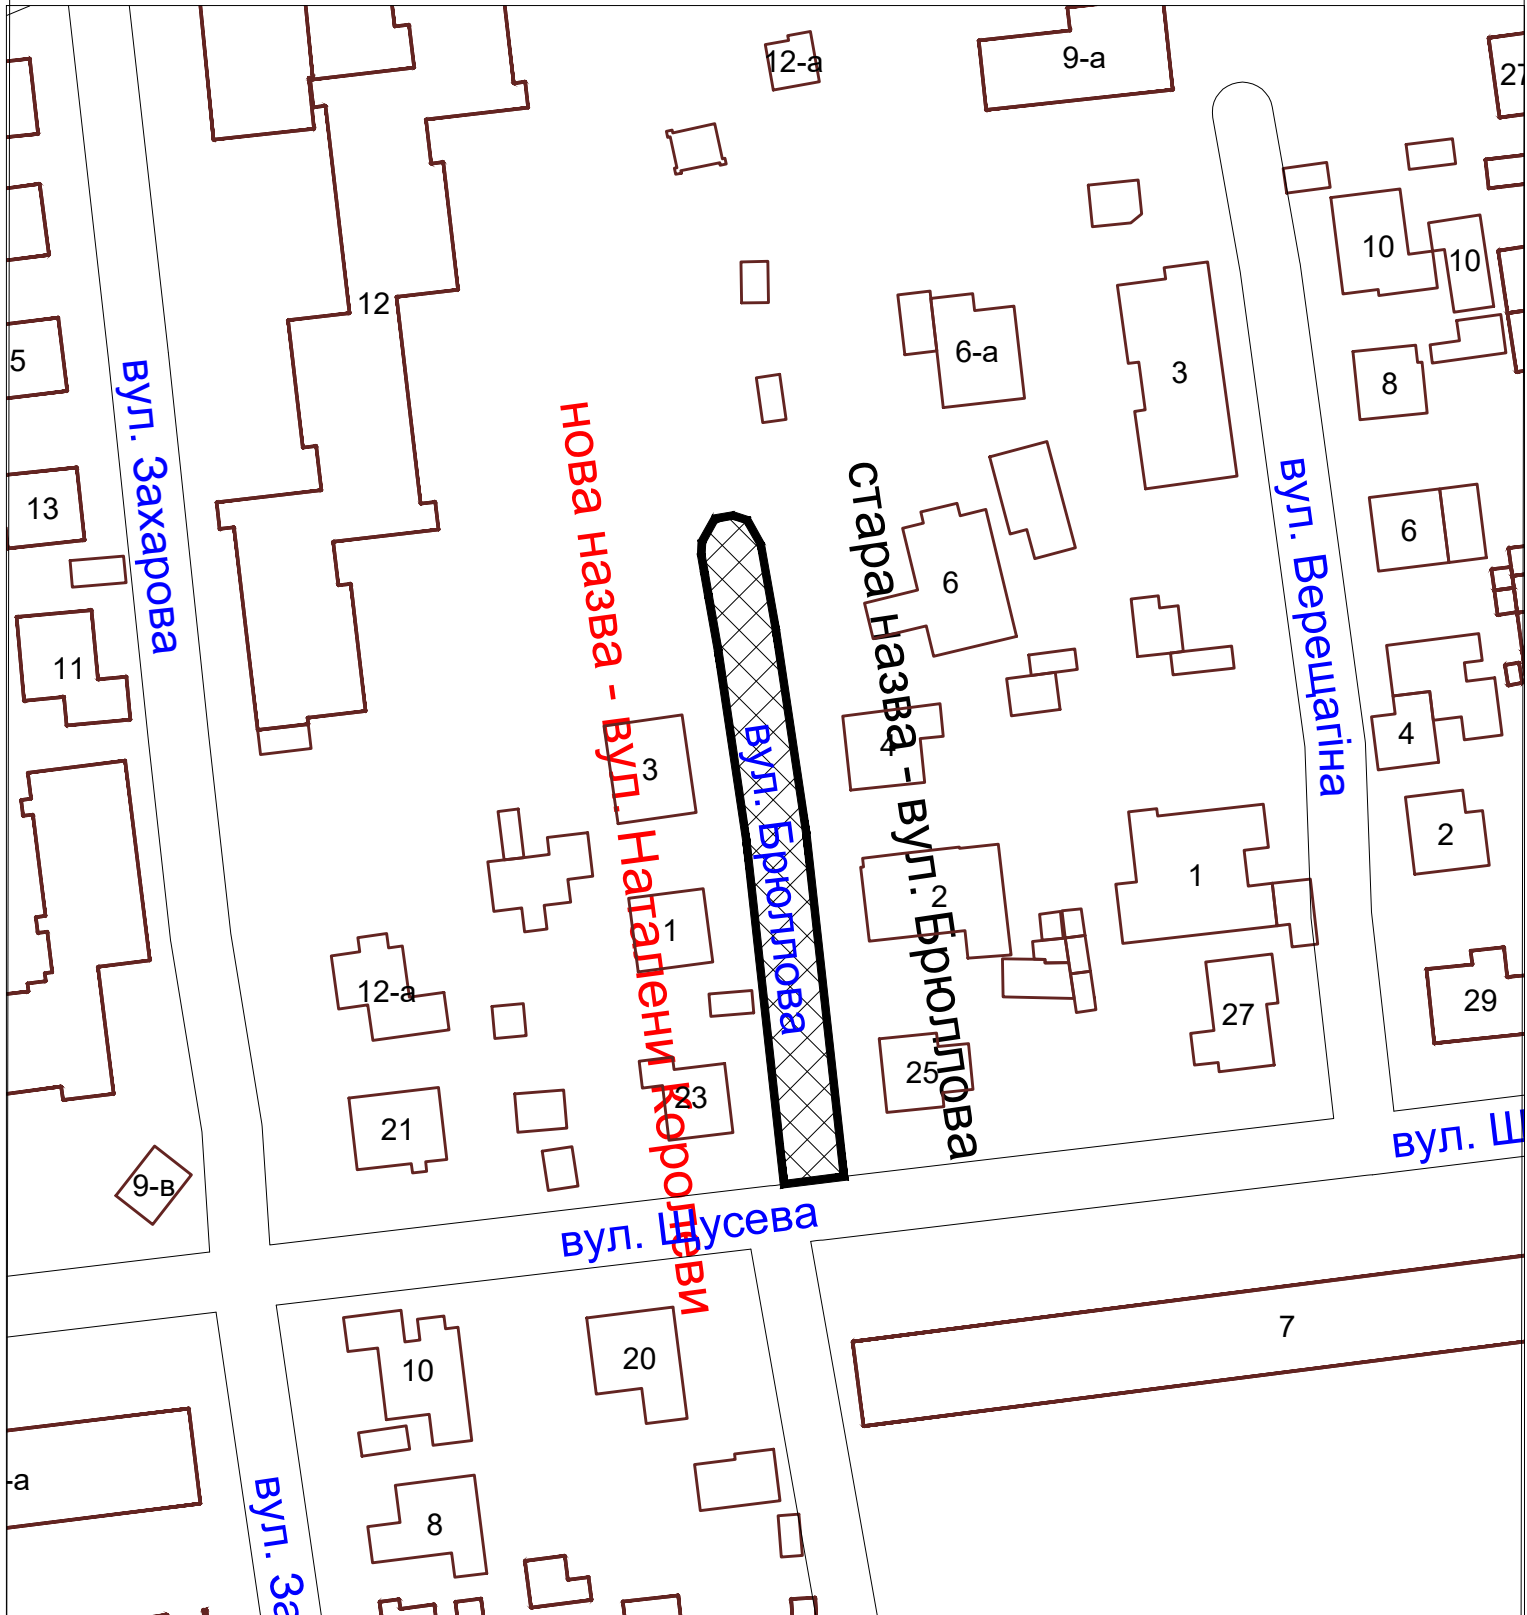 12-а
9-а
27
10
10
12
6-а
3
5
8
вул. Захарова
нова назва - вул. Наталени Королеви
стара назва - вул. Брюллова
вул. Верещагіна
13
6
6
11
3
4
4
вул. Брюллова
2
1
2
1
12-а
29
27
25
23
21
вул. Щ
9-в
вул. Щусева
7
10
20
-а
8
вул. За